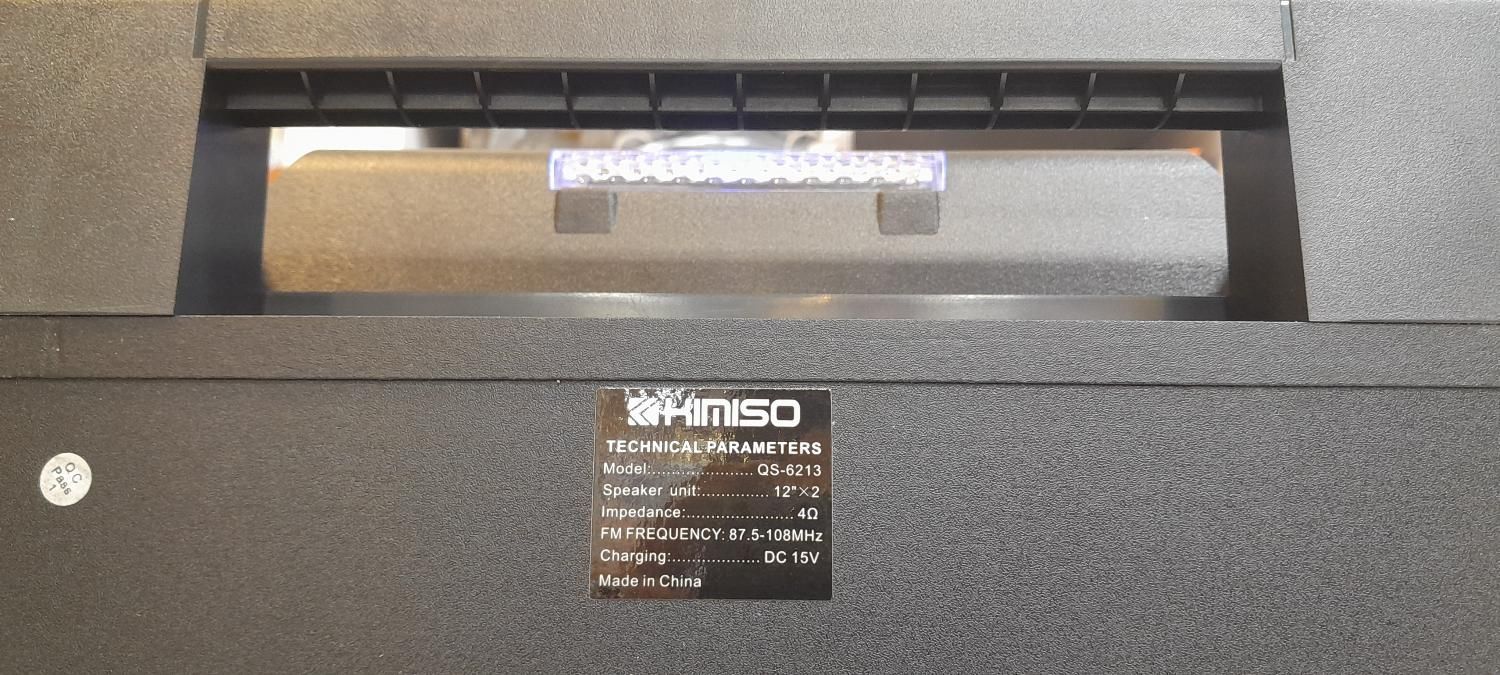 KIMISO
TECHNICAL PARAMETERS
Model:..................... QS-6213
Speaker unit:.............. 12"×2
Impedance:...................... 4Ω
FM FREQUENCY: 87.5-108MHz
Charging:................... DC 15V
Made in China
QC
Pass
1